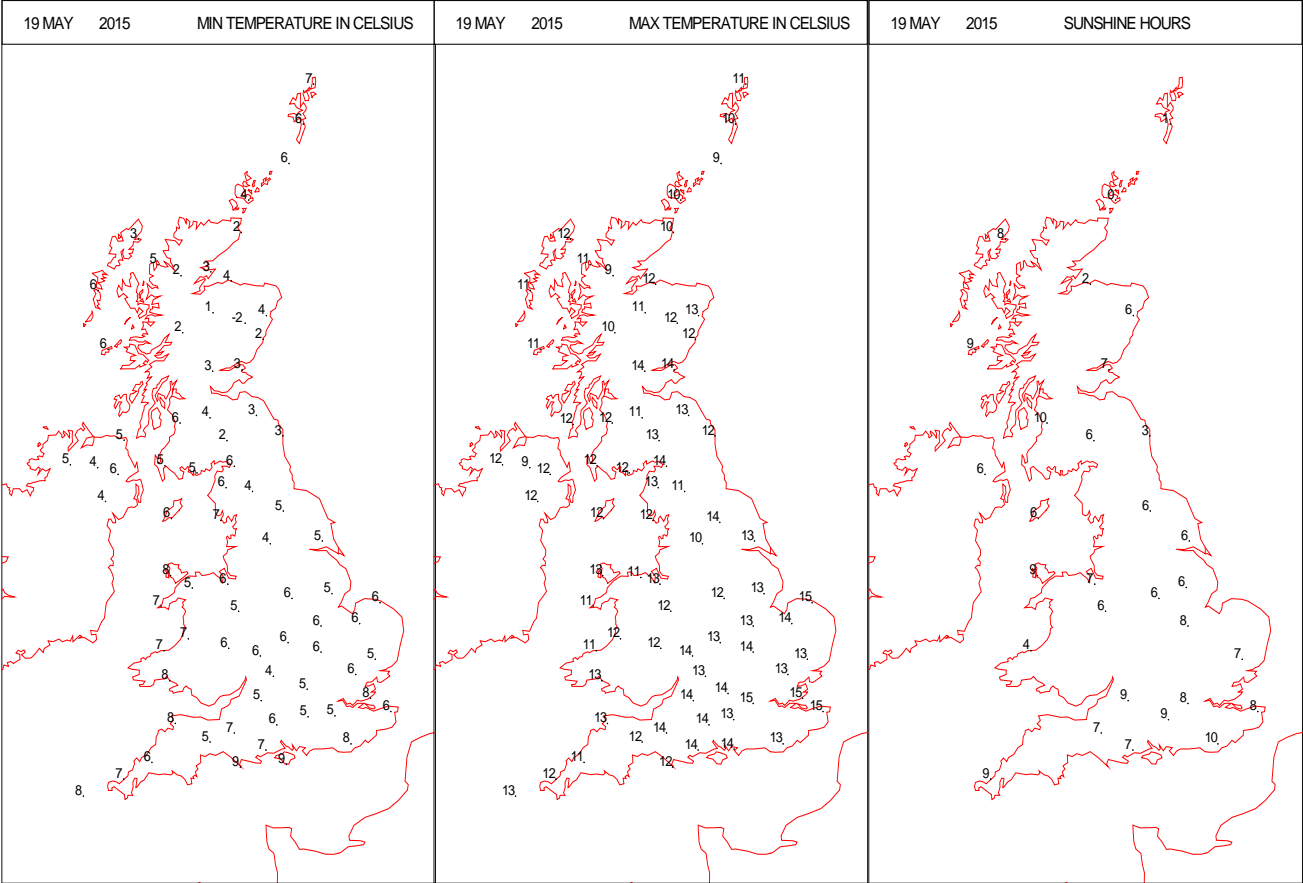 19 MAY 2015 MIN TEMPERATURE IN CELSIUS
7
6
6
4
3 2
5 2 3 4
6
1 -2 4
2 2
6
3 3
6 4 3
5 2 3
5 4 6 5 5 6
4 6 4
6 7 5
4 5
8 5 6
7 5 6 5 6
7 6 6 6 6
7 6 6 5
8 4 5 6
5 8
8 6 5 5 6
5 7 8
6 7
7 9 9
8
19 MAY 2015 MAX TEMPERATURE IN CELSIUS
11
10
9
10
12 10
11 9 12
11
11 12 13
10 12
11
14 14
12 12 11 13
13 12
12 9 12 12 12 14
12 13 11
12 12 14
10 13
13 11 13
11 12 12 13 15
12 13 13 14
11 12 14 14 13
13 13 14 13
14 15 15
13 14 13 15
12 14 13
11 14 14
12 12
13
19 MAY 2015 SUNSHINE HOURS
1
8
2
6
9
7
10 6 3
6
6 6
6
9 7
6 6 6
8
4 7
9 8 8
9
7 10
7
9